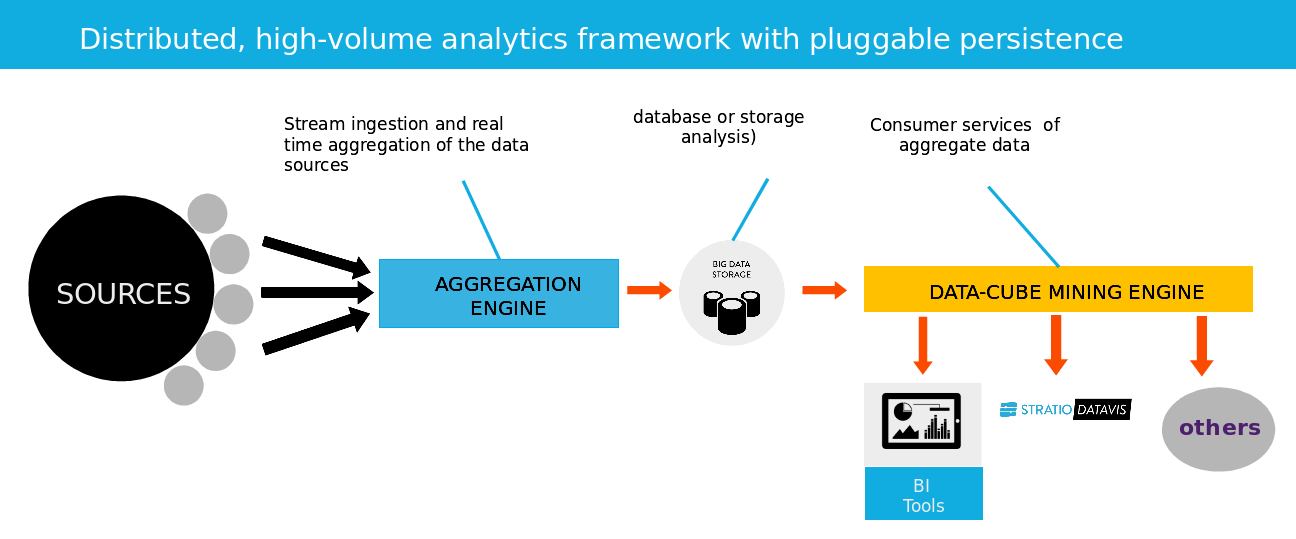 Distributed, high-volume analytics framework with pluggable persistence
Stream ingestion and real
time aggregation of the data
sources
database or storage
analysis)
Consumer services of
aggregate data
SOURCES
AGGREGATION
ENGINE
BIG DATA
STORAGE
DATA-CUBE MINING ENGINE
STRATIO DATAVIS
others
BI
Tools